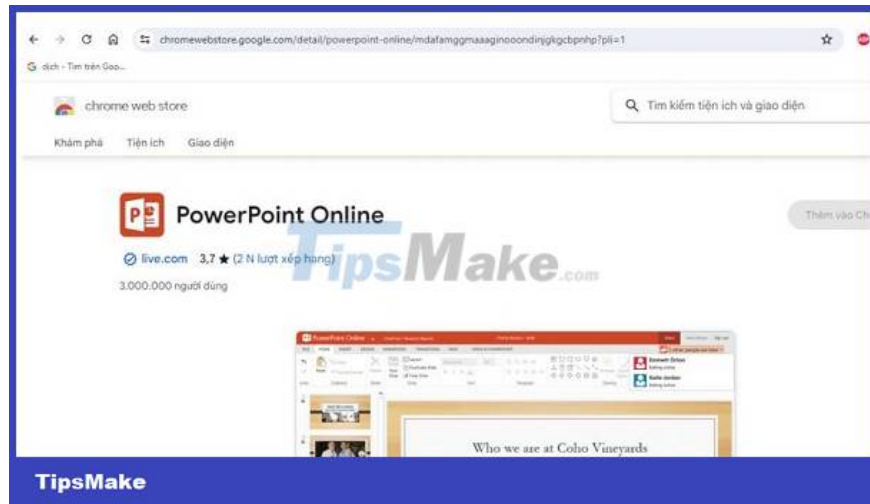 chromewebstore.google.com/detail/powerpoint-online/mdafamggmaaaginooondinjgkgcbpnhp?pli=1
dịch - Tìm trên Goo...
chrome web store
Tìm kiếm tiện ích và giao diện
Khám phá Tiện ích Giao diện
PowerPoint Online
Thêm vào Ch
live.com 3,7 ★ (2 N lượt xếp hạng)
TipsMake.com
3.000.000 người dùng
PowerPoint Online
Who we are at Coho Vineyards
TipsMake